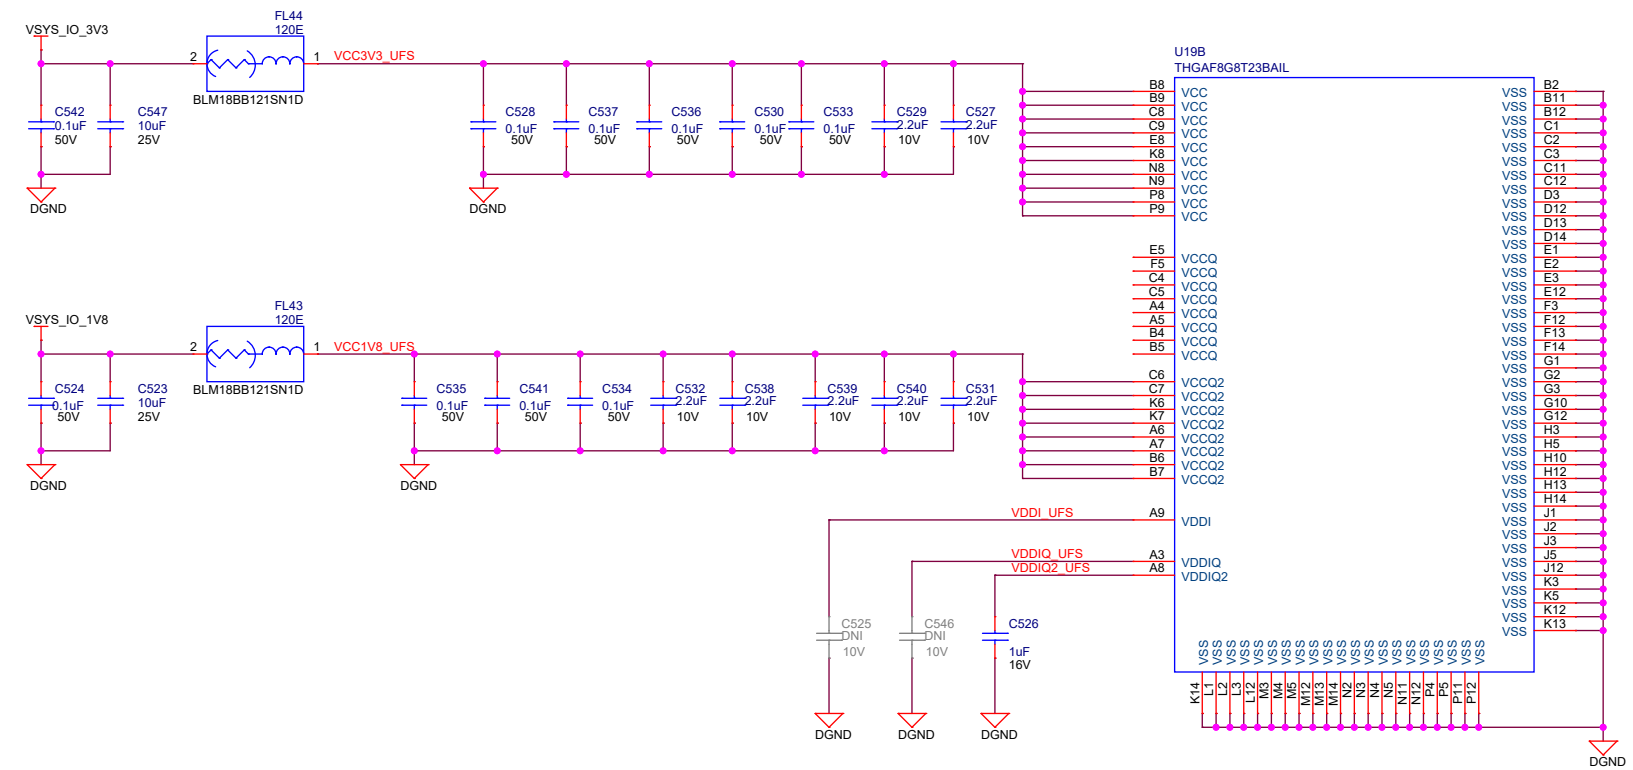 VSYS_IO_3V3
FL44
120E
2
1
BLM18BB121SN1D
VCC3V3_UFS
C542
0.1uF
50V
C547
10uF
25V
DGND
C528
0.1uF
50V
C537
0.1uF
50V
C536
0.1uF
50V
C530
0.1uF
50V
C533
0.1uF
50V
C529
2.2uF
10V
C527
2.2uF
10V
DGND
VSYS_IO_1V8
FL43
120E
2
1
BLM18BB121SN1D
VCC1V8_UFS
C524
0.1uF
50V
C523
10uF
25V
DGND
C535
0.1uF
50V
C541
0.1uF
50V
C534
0.1uF
50V
C532
2.2uF
10V
C538
2.2uF
10V
C539
2.2uF
10V
C540
2.2uF
10V
C531
2.2uF
10V
DGND
VDDI_UFS
VDDIQ_UFS
VDDIQ2_UFS
C525
DNI
10V
DGND
C546
DNI
10V
DGND
C526
1uF
16V
DGND
U19B
THGAF8G8T23BAIL
B8 VCC
B9 VCC
C8 VCC
C9 VCC
E8 VCC
K8 VCC
N8 VCC
N9 VCC
P8 VCC
P9 VCC
E5 VCCQ
F5 VCCQ
C4 VCCQ
C5 VCCQ
A4 VCCQ
A5 VCCQ
B4 VCCQ
B5 VCCQ
C6 VCCQ2
C7 VCCQ2
K6 VCCQ2
K7 VCCQ2
A6 VCCQ2
A7 VCCQ2
B6 VCCQ2
B7 VCCQ2
A9 VDDI
A3 VDDIQ
A8 VDDIQ2
VSS B2
VSS B11
VSS B12
VSS C1
VSS C2
VSS C3
VSS C11
VSS C12
VSS D3
VSS D12
VSS D13
VSS D14
VSS E1
VSS E2
VSS E3
VSS E12
VSS F3
VSS F12
VSS F13
VSS F14
VSS G1
VSS G2
VSS G3
VSS G10
VSS G12
VSS H3
VSS H5
VSS H10
VSS H12
VSS H13
VSS H14
VSS J1
VSS J2
VSS J3
VSS J5
VSS J12
VSS K3
VSS K5
VSS K12
VSS K13
VSS K14
VSS L1
VSS L2
VSS L3
VSS L12
VSS M3
VSS M4
VSS M5
VSS M12
VSS M13
VSS M14
VSS N2
VSS N3
VSS N4
VSS N5
VSS N11
VSS N12
VSS P4
VSS P5
VSS P11
VSS P12
DGND